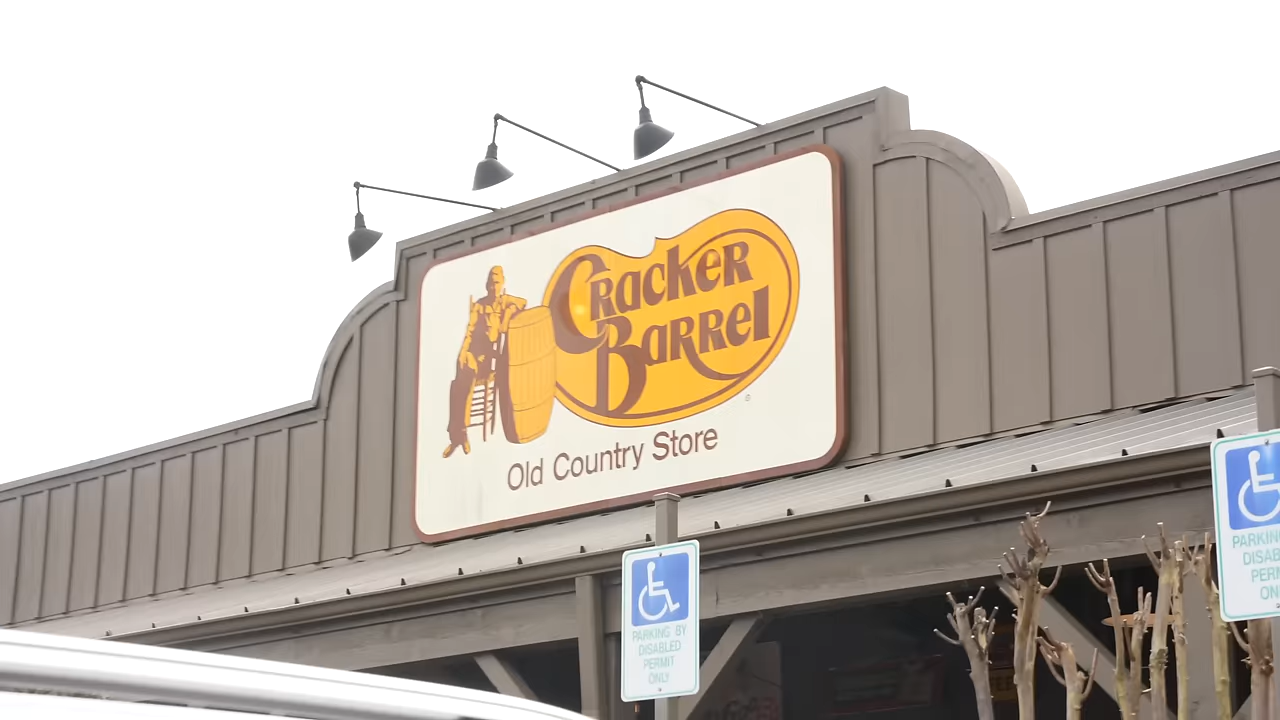 Cracker
Barrel
Old Country Store
PARKING BY
DISABLED
PERMIT
ONLY